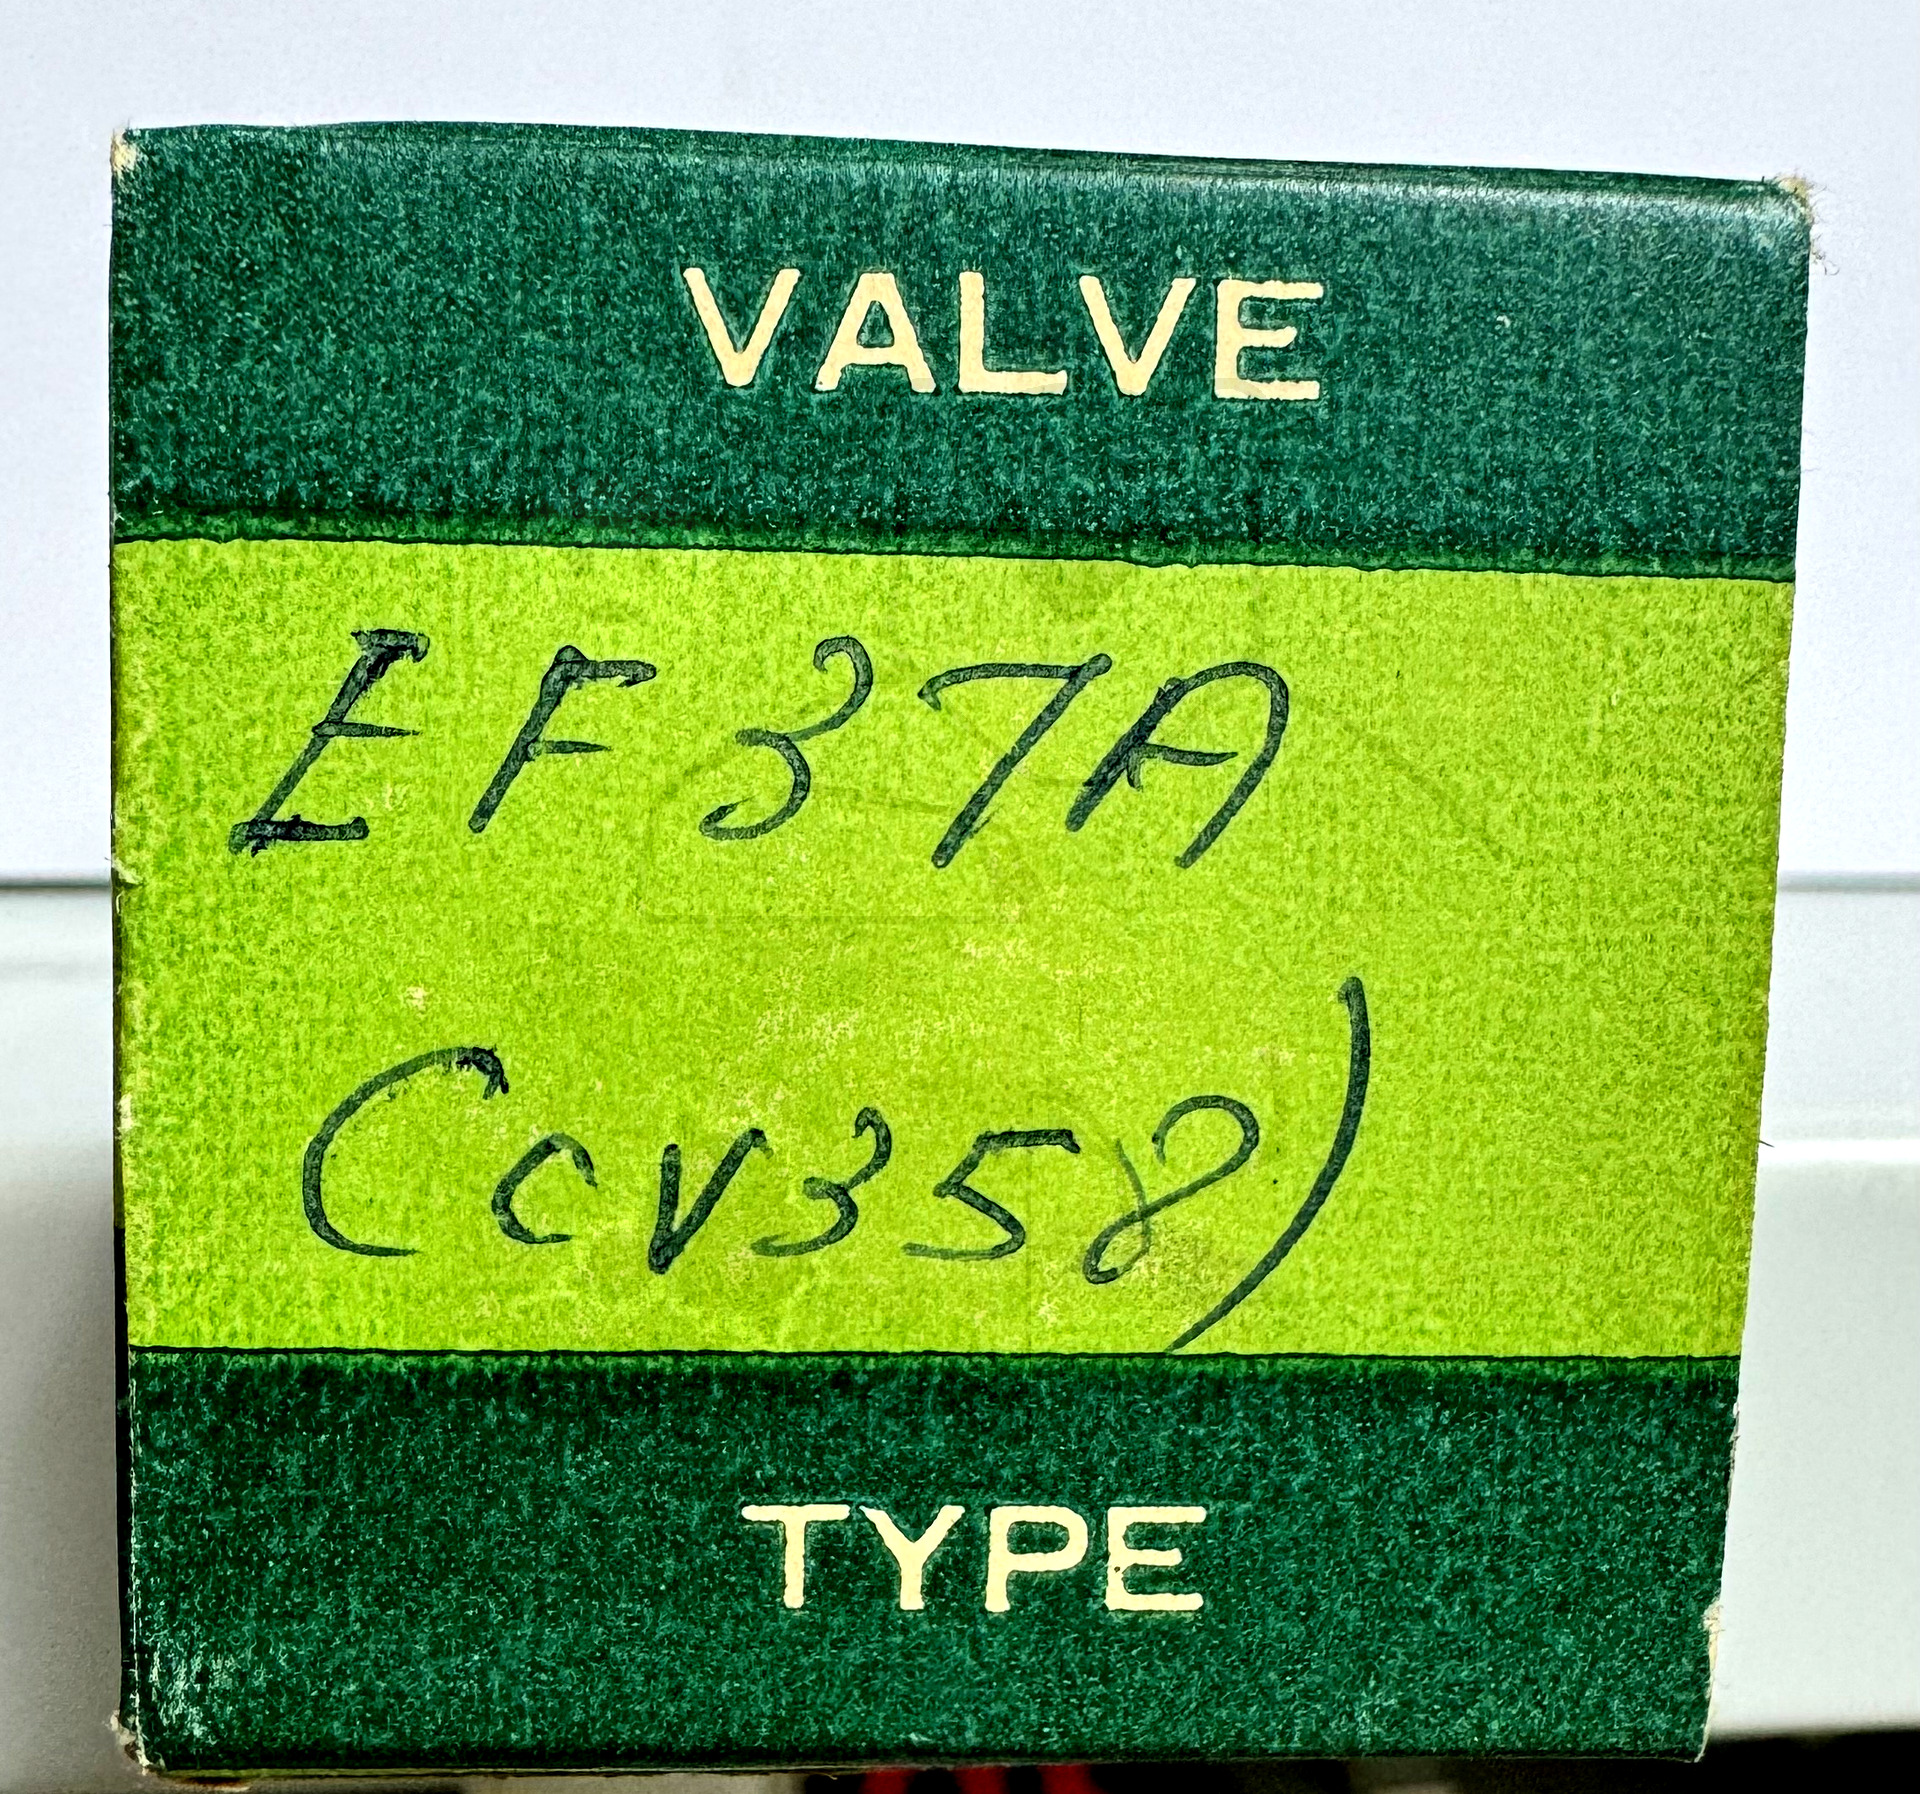 VALVE
EF37A
(CV358)
TYPE